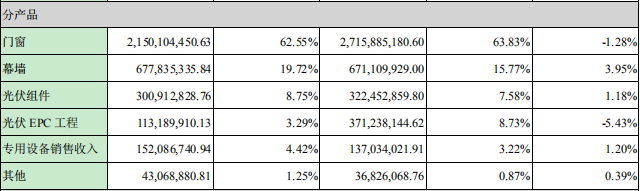 分产品
门窗 2,150,104,450.63 62.55% 2,715,885,180.60 63.83% -1.28%
幕墙 677,835,335.84 19.72% 671,109,929.00 15.77% 3.95%
光伏组件 300,912,828.76 8.75% 322,452,859.80 7.58% 1.18%
光伏 EPC 工程 113,189,910.13 3.29% 371,238,144.62 8.73% -5.43%
专用设备销售收入 152,086,740.94 4.42% 137,034,021.91 3.22% 1.20%
其他 43,068,880.81 1.25% 36,826,068.76 0.87% 0.39%